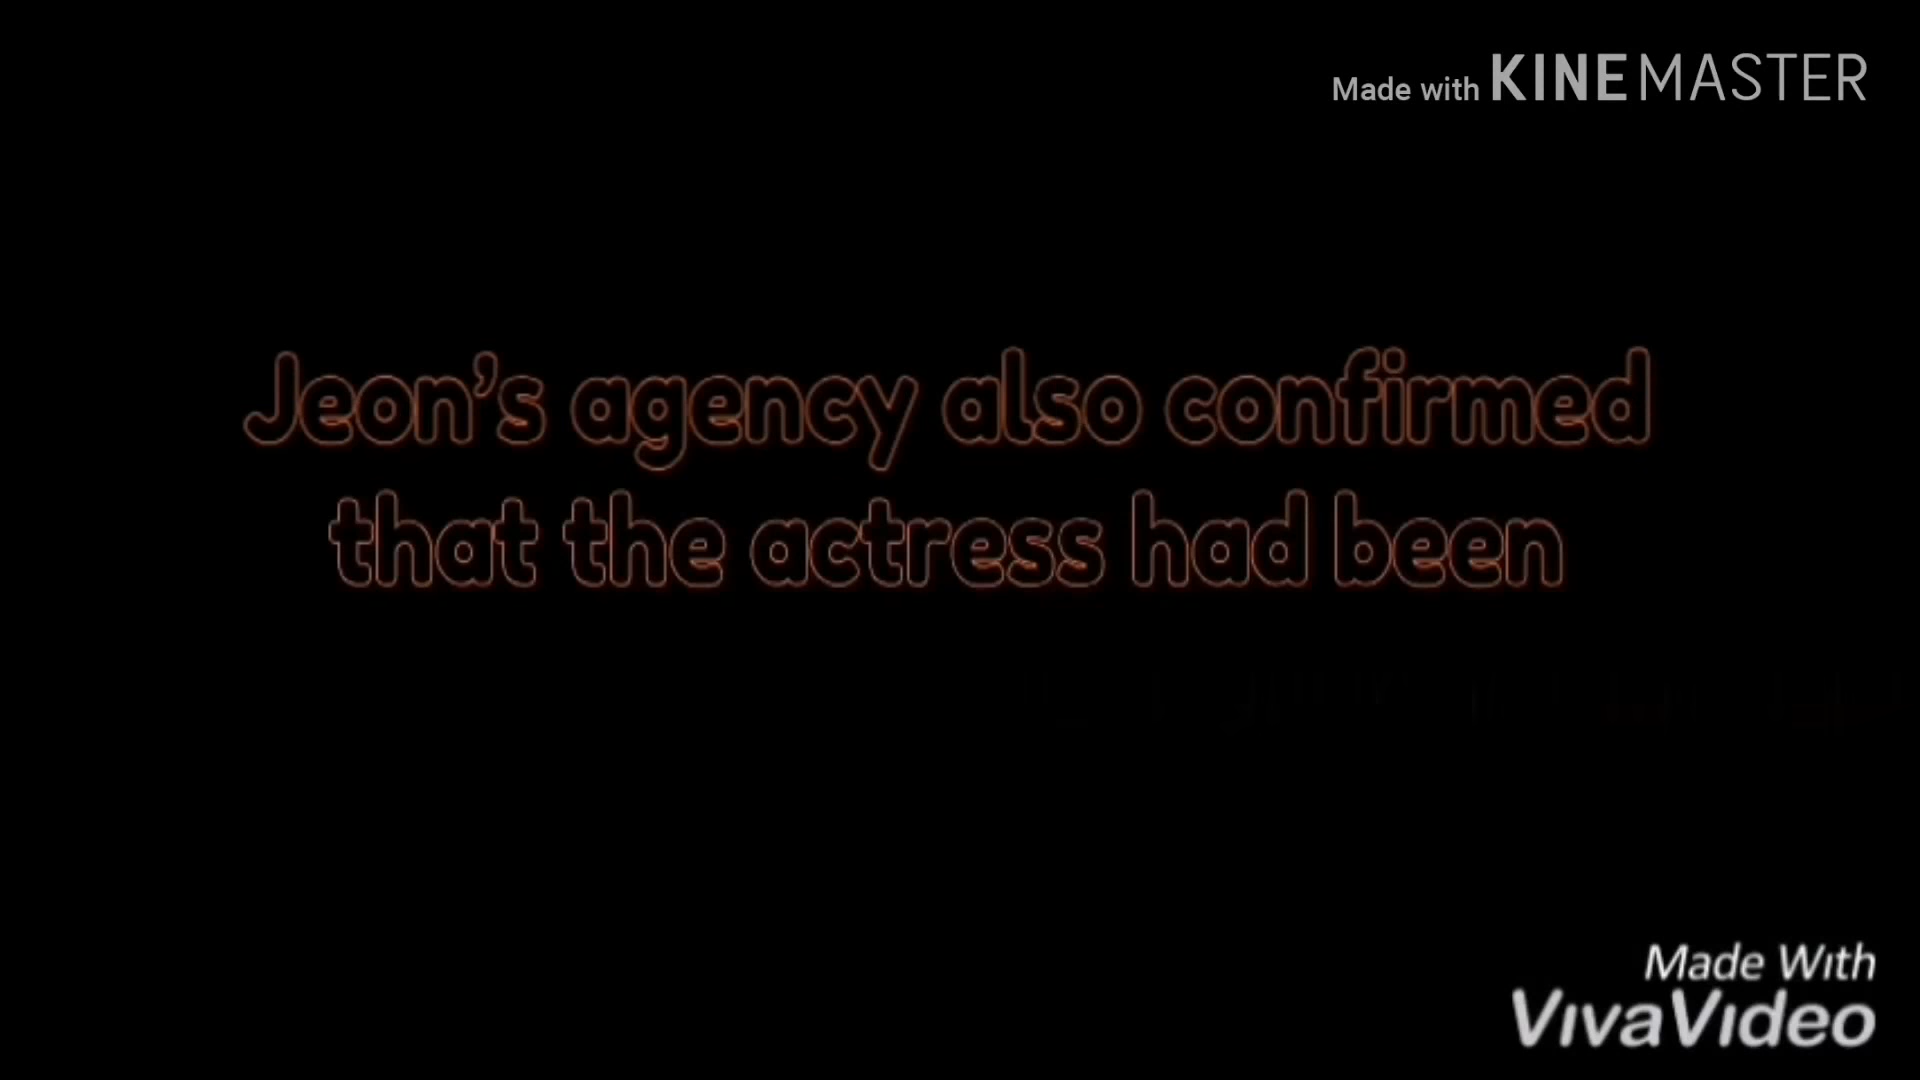 Made with KINEMASTER
Jeon's agency also confirmed
that the actress had been
Made With
VivaVideo